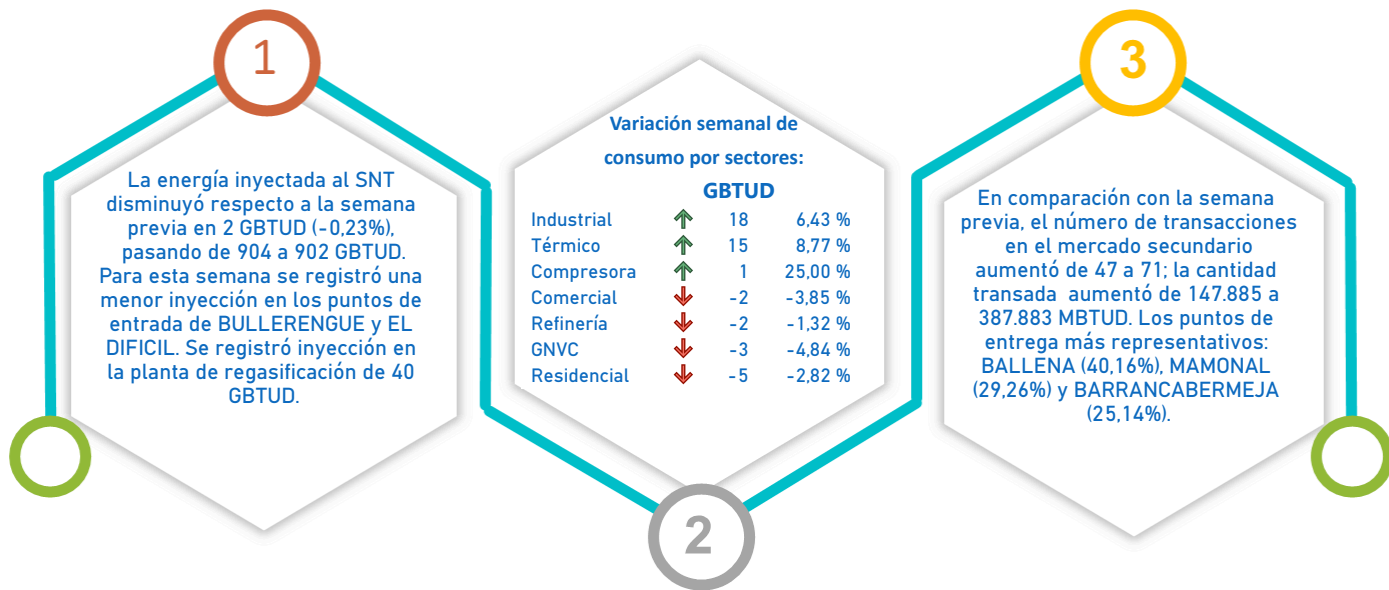 1
La energía inyectada al SNT
disminuyó respecto a la semana
previa en 2 GBTUD (-0,23%),
pasando de 904 a 902 GBTUD.
Para esta semana se registró una
menor inyección en los puntos de
entrada de BULLERENGUE y EL
DIFICIL. Se registró inyección en
la planta de regasificación de 40
GBTUD.
Variación semanal de
consumo por sectores:
GBTUD
Industrial 18 6,43 %
Térmico 15 8,77 %
Compresora 1 25,00 %
Comercial -2 -3,85 %
Refinería -2 -1,32 %
GNVC -3 -4,84 %
Residencial -5 -2,82 %
2
3
En comparación con la semana
previa, el número de transacciones
en el mercado secundario
aumentó de 47 a 71; la cantidad
transada aumentó de 147.885 a
387.883 MBTUD. Los puntos de
entrega más representativos:
BALLENA (40,16%), MAMONAL
(29,26%) y BARRANCABERMEJA
(25,14%).